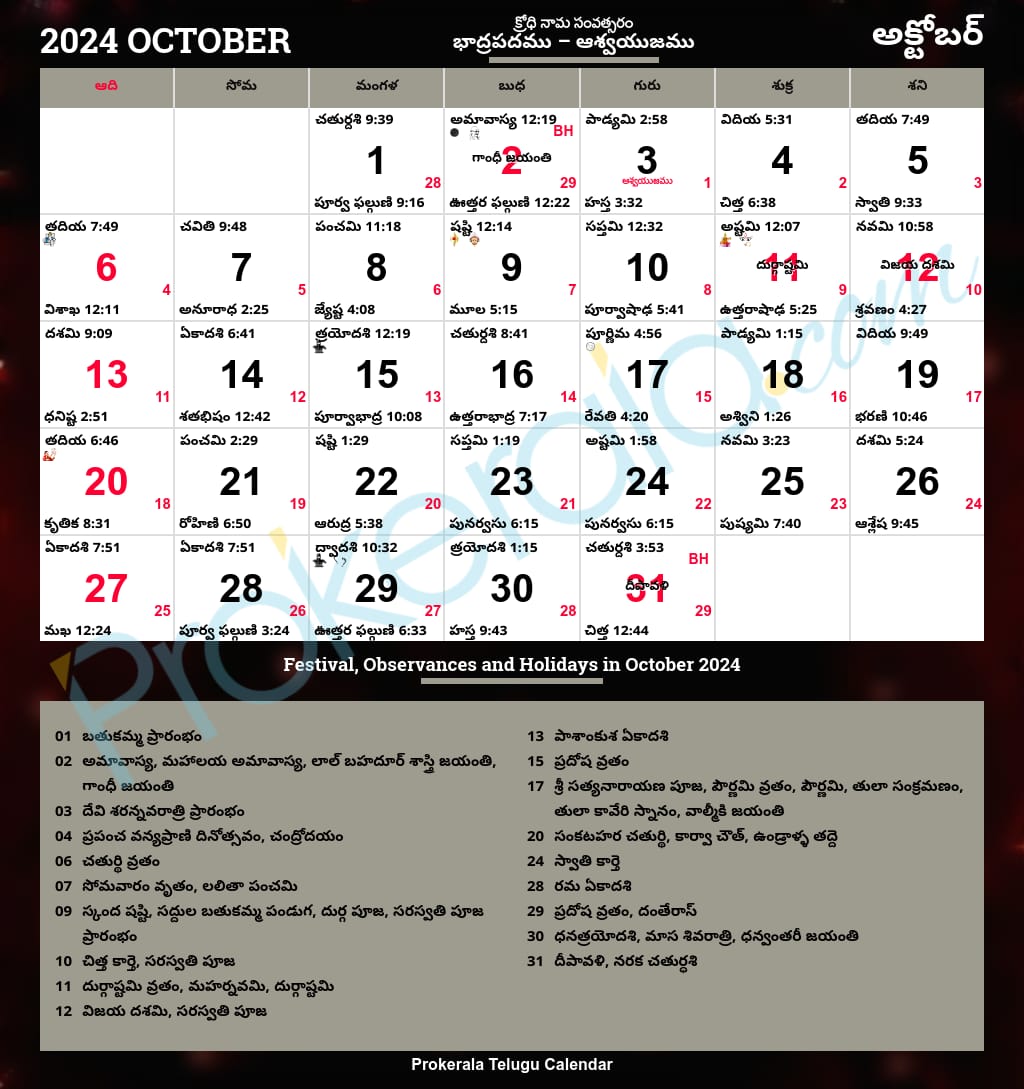 2024 OCTOBER
క్రోధి నామ సంవత్సరం
భాద్రపదము – ఆశ్వయుజము
అక్టోబర్
ఆది సోమ మంగళ బుధ గురు శుక్ర శని
చతుర్దశి 9:39 అమావాస్య 12:19 పాడ్యమి 2:58 విదియ 5:31 తదియ 7:49
BH
1 2 3 4 5
గాంధీ జయంతి
ఆశ్వయుజము
28 29 1 2 3
పూర్వ ఫల్గుణి 9:16 ఊత్తర ఫల్గుణి 12:22 హస్త 3:32 చిత్త 6:38 స్వాతి 9:33
తదియ 7:49 చవితి 9:48 పంచమి 11:18 షష్టి 12:14 సప్తమి 12:32 అష్టమి 12:07 నవమి 10:58
6 7 8 9 10 11 12
దుర్గాష్టమి విజయ దశమి
4 5 6 7 8 9 10
విశాఖ 12:11 అనూరాధ 2:25 జ్యేష్ట 4:08 మూల 5:15 పూర్వాషాఢ 5:41 ఉత్తరాషాఢ 5:25 శ్రవణం 4:27
దశమి 9:09 ఏకాదశి 6:41 త్రయోదశి 12:19 చతుర్దశి 8:41 పూర్ణిమ 4:56 పాడ్యమి 1:15 విదియ 9:49
13 14 15 16 17 18 19
11 12 13 14 15 16 17
ధనిష్ట 2:51 శతభిషం 12:42 పూర్వాభాద్ర 10:08 ఉత్తరాభాద్ర 7:17 రేవతి 4:20 అశ్విని 1:26 భరణి 10:46
తదియ 6:46 పంచమి 2:29 షష్టి 1:29 సప్తమి 1:19 అష్టమి 1:58 నవమి 3:23 దశమి 5:24
20 21 22 23 24 25 26
18 19 20 21 22 23 24
కృతిక 8:31 రోహిణి 6:50 ఆరుద్ర 5:38 పునర్వసు 6:15 పునర్వసు 6:15 పుష్యమి 7:40 ఆశ్లేష 9:45
ఏకాదశి 7:51 ఏకాదశి 7:51 ద్వాదశి 10:32 త్రయోదశి 1:15 చతుర్దశి 3:53
BH
27 28 29 30 31
దీపావళి
25 26 27 28 29
మఖ 12:24 పూర్వ ఫల్గుణి 3:24 ఊత్తర ఫల్గుణి 6:33 హస్త 9:43 చిత్త 12:44
Prokerala.com
Festival, Observances and Holidays in October 2024
01 బతుకమ్మ ప్రారంభం
02 అమావాస్య, మహాలయ అమావాస్య, లాల్ బహదూర్ శాస్త్రి జయంతి,
గాంధీ జయంతి
03 దేవి శరన్నవరాత్రి ప్రారంభం
04 ప్రపంచ వన్యప్రాణి దినోత్సవం, చంద్రోదయం
06 చతుర్థి వ్రతం
07 సోమవారం వృతం, లలితా పంచమి
09 స్కంద షష్టి, సద్దుల బతుకమ్మ పండుగ, దుర్గ పూజ, సరస్వతి పూజ
ప్రారంభం
10 చిత్త కార్తె, సరస్వతి పూజ
11 దుర్గాష్టమి వ్రతం, మహర్నవమి, దుర్గాష్టమి
12 విజయ దశమి, సరస్వతి పూజ
13 పాశాంకుశ ఏకాదశి
15 ప్రదోష వ్రతం
17 శ్రీ సత్యనారాయణ పూజ, పౌర్ణమి వ్రతం, పౌర్ణమి, తులా సంక్రమణం,
తులా కావేరి స్నానం, వాల్మీకి జయంతి
20 సంకటహర చతుర్థి, కార్వా చౌత్, ఉండ్రాళ్ళ తద్దె
24 స్వాతి కార్తె
28 రమ ఏకాదశి
29 ప్రదోష వ్రతం, దంతేరాస్
30 ధనత్రయోదశి, మాస శివరాత్రి, ధన్వంతరీ జయంతి
31 దీపావళి, నరక చతుర్ధశి
Prokerala Telugu Calendar